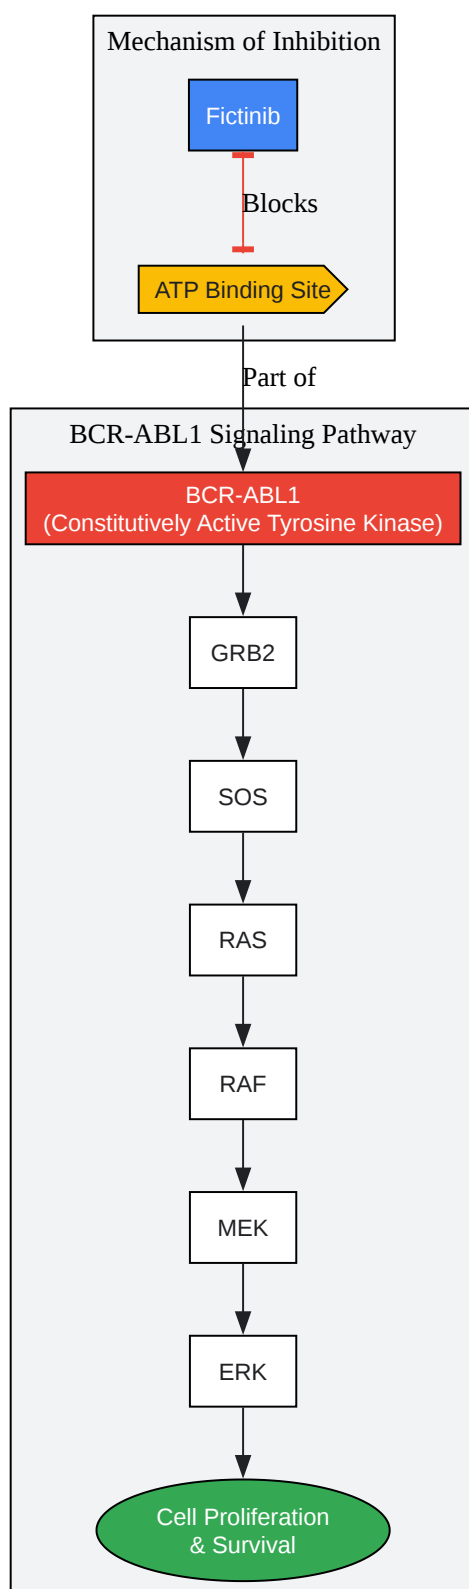 Mechanism of Inhibition
Fictinib
Blocks
ATP Binding Site
Part of
BCR-ABL1 Signaling Pathway
BCR-ABL1
(Constitutively Active Tyrosine Kinase)
GRB2
SOS
RAS
RAF
MEK
ERK
Cell Proliferation
& Survival